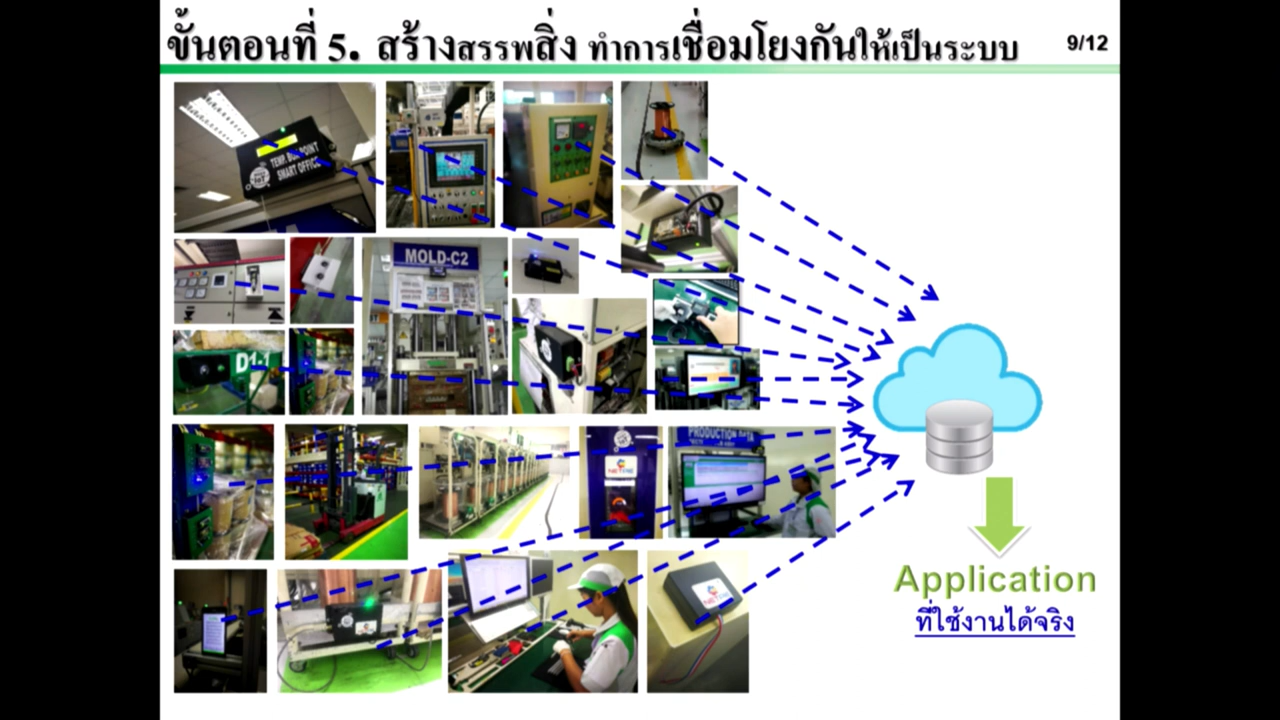 ขั้นตอนที่ 5. สร้างสรรพสิ่ง ทำการเชื่อมโยงกันให้เป็นระบบ
9/12
TEMP. DUE POINT
SMART OFFICE
IoT
MOLD-C2
D1-1
PRODUCTION
Application
ที่ใช้งานได้จริง